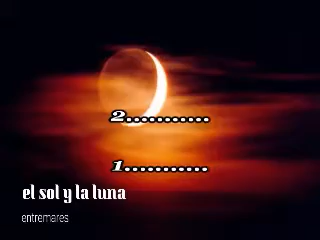 2...........
1...........
el sol y la luna
entremares